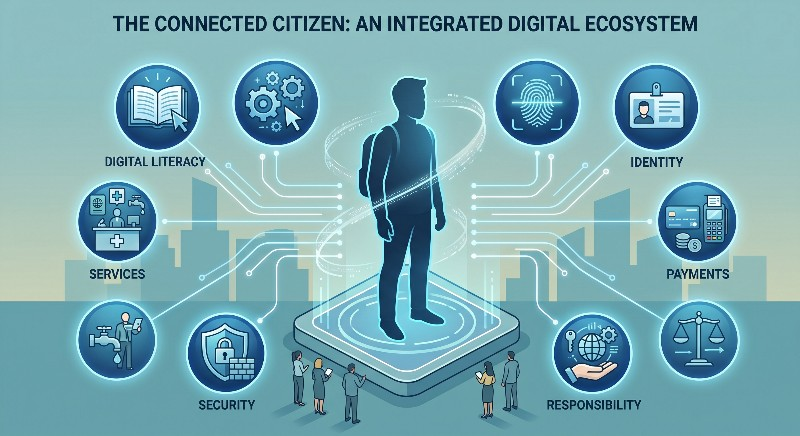 THE CONNECTED CITIZEN: AN INTEGRATED DIGITAL ECOSYSTEM
DIGITAL LITERACY
IDENTITY
SERVICES
PAYMENTS
SECURITY
RESPONSIBILITY